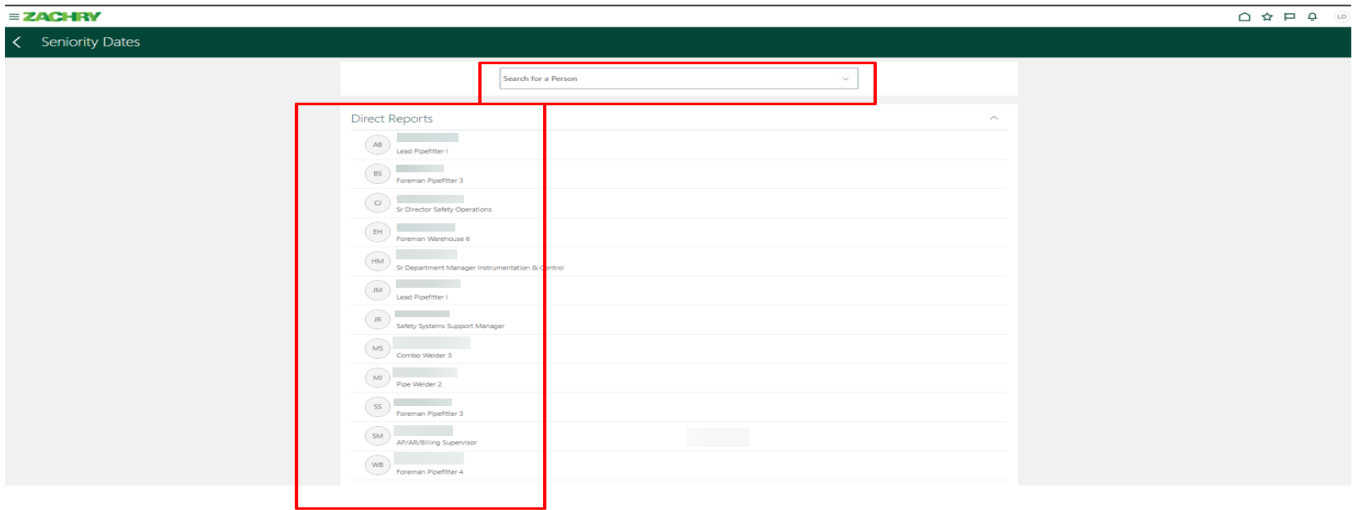 ZACHRY
LD
Seniority Dates
Search for a Person
Direct Reports
AB
Lead Pipefitter I
BS
Foreman Pipefitter 3
CJ
Sr Director Safety Operations
EH
Foreman Warehouse 6
HM
Sr Department Manager Instrumentation & Control
JM
Lead Pipefitter I
JR
Safety Systems Support Manager
MS
Combo Welder 3
MJ
Pipe Welder 2
SS
Foreman Pipefitter 3
SM
AP/AR/Billing Supervisor
WB
Foreman Pipefitter 4